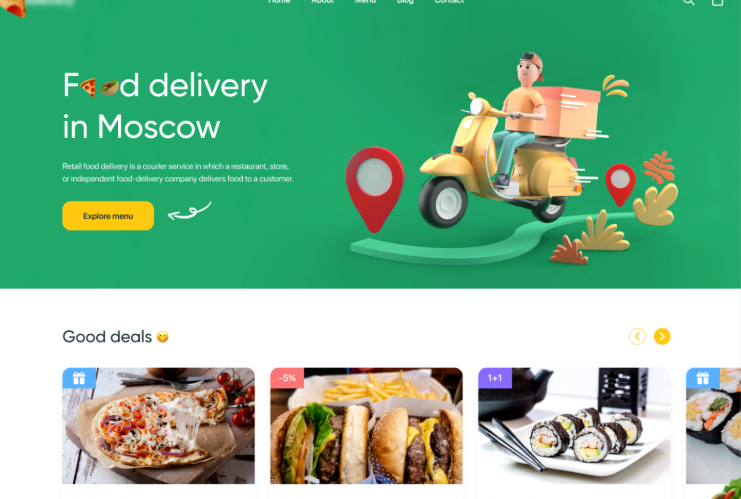 Home About Menu Blog Contact
F🍕🌮d delivery
in Moscow
Retail food delivery is a courier service in which a restaurant, store,
or independent food-delivery company delivers food to a customer.
Explore menu
Good deals 😋
-5%
1+1